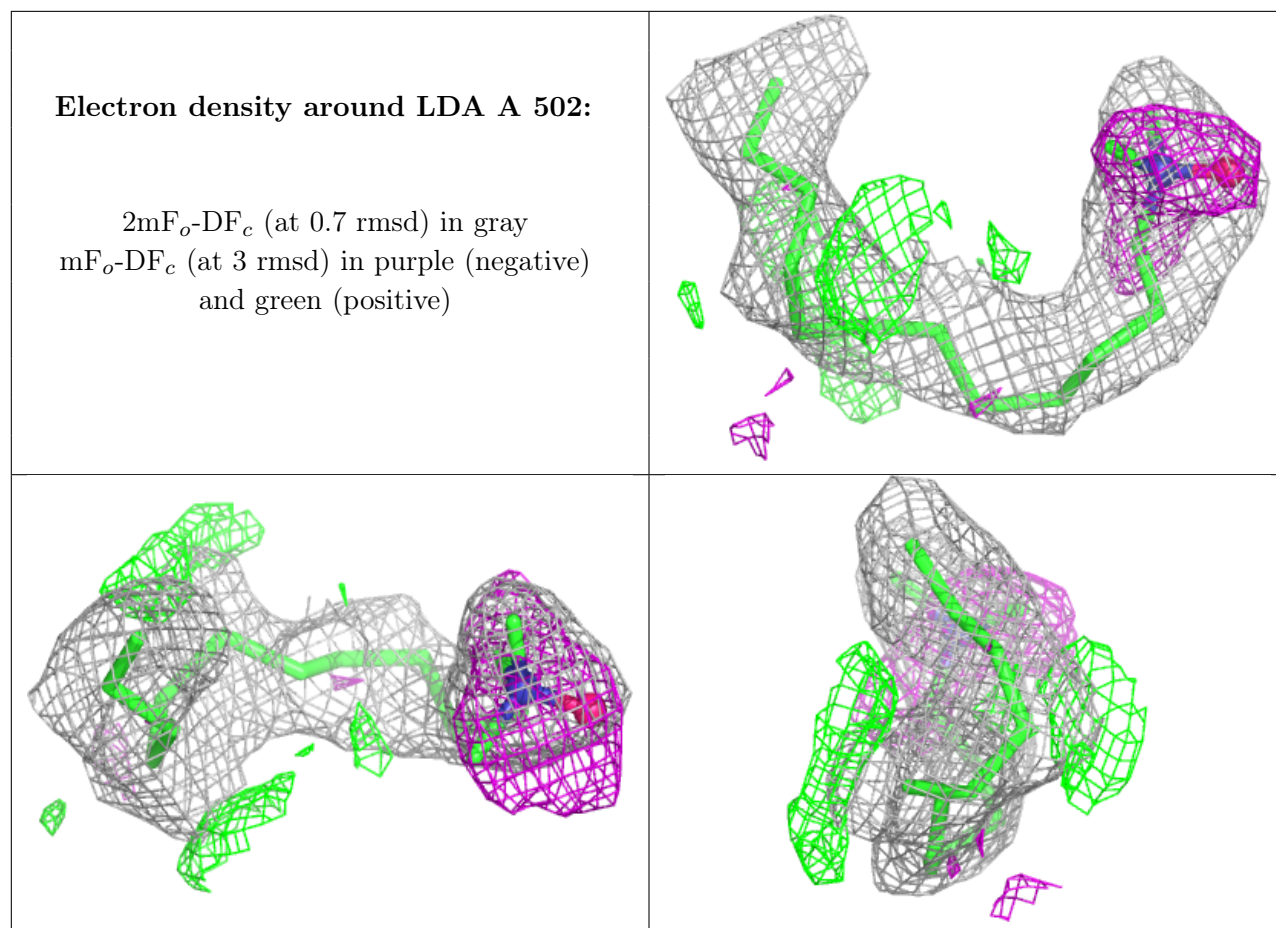 Electron density around LDA A 502:
2mFo-DFc (at 0.7 rmsd) in gray
mFo-DFc (at 3 rmsd) in purple (negative)
and green (positive)